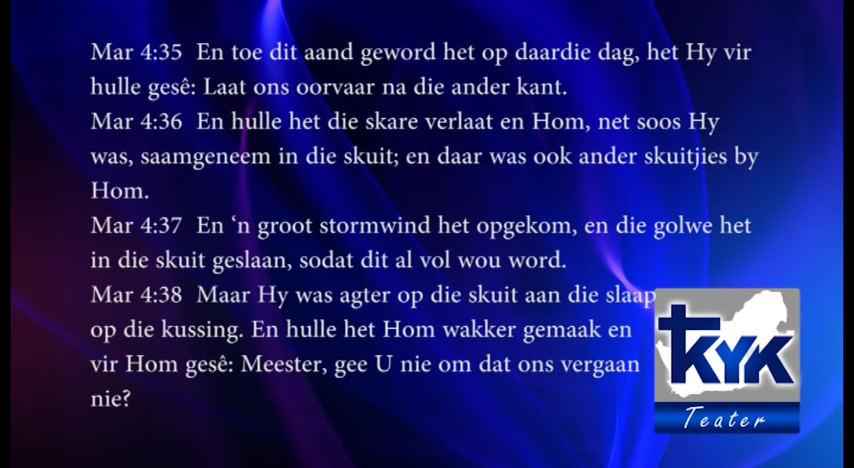 Mar 4:35 En toe dit aand geword het op daardie dag, het Hy vir
hulle gesê: Laat ons oorvaar na die ander kant.
Mar 4:36 En hulle het die skare verlaat en Hom, net soos Hy
was, saamgeneem in die skuit; en daar was ook ander skuitjies by
Hom.
Mar 4:37 En ‘n groot stormwind het opgekom, en die golwe het
in die skuit geslaan, sodat dit al vol wou word.
Mar 4:38 Maar Hy was agter op die skuit aan die slaap
op die kussing. En hulle het Hom wakker gemaak en
vir Hom gesê: Meester, gee U nie om dat ons vergaan
nie?
KYK
Teater